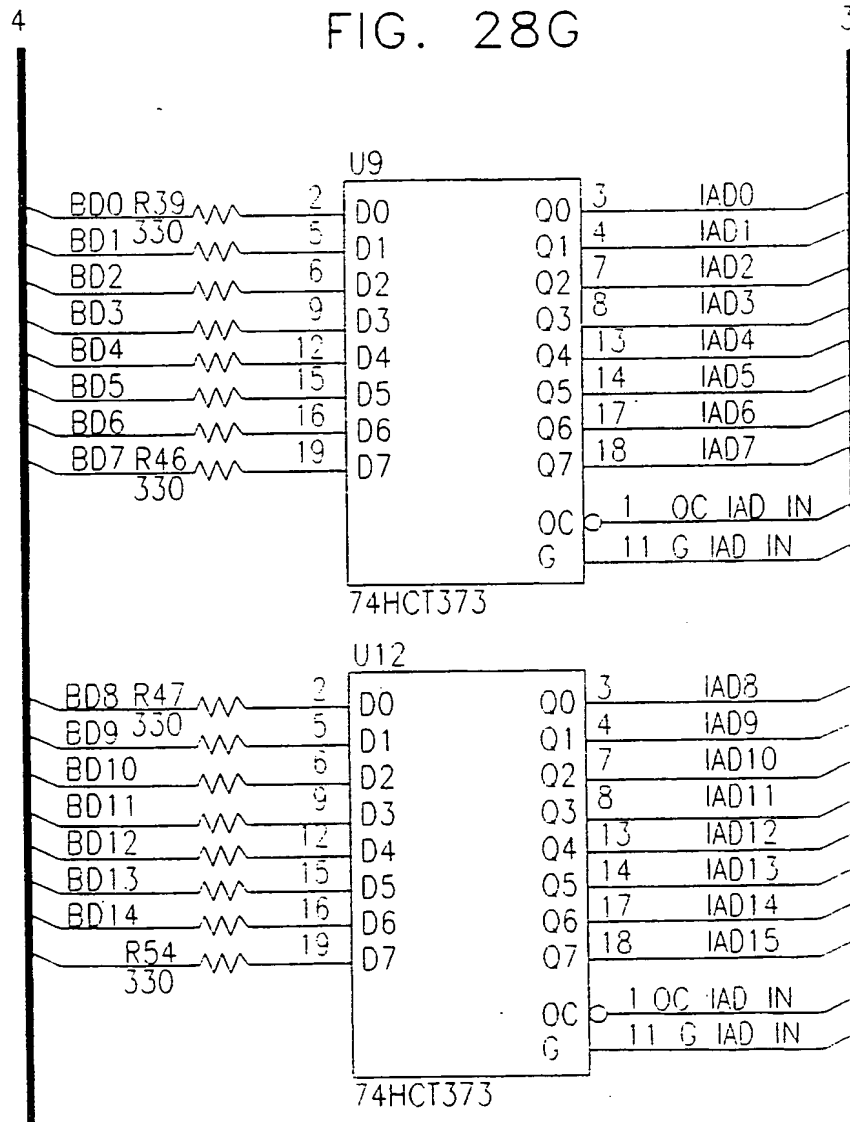 4 FIG. 28G 3
U9
BD0 R39 2 D0 Q0 3 IAD0
330
BD1 5 D1 Q1 4 IAD1
BD2 6 D2 Q2 7 IAD2
BD3 9 D3 Q3 8 IAD3
BD4 12 D4 Q4 13 IAD4
BD5 15 D5 Q5 14 IAD5
BD6 16 D6 Q6 17 IAD6
BD7 R46 19 D7 Q7 18 IAD7
330
OC 1 OC IAD IN
G 11 G IAD IN
74HCT373
U12
BD8 R47 2 D0 Q0 3 IAD8
330
BD9 5 D1 Q1 4 IAD9
BD10 6 D2 Q2 7 IAD10
BD11 9 D3 Q3 8 IAD11
BD12 12 D4 Q4 13 IAD12
BD13 15 D5 Q5 14 IAD13
BD14 16 D6 Q6 17 IAD14
R54 19 D7 Q7 18 IAD15
330
OC 1 OC IAD IN
G 11 G IAD IN
74HCT373